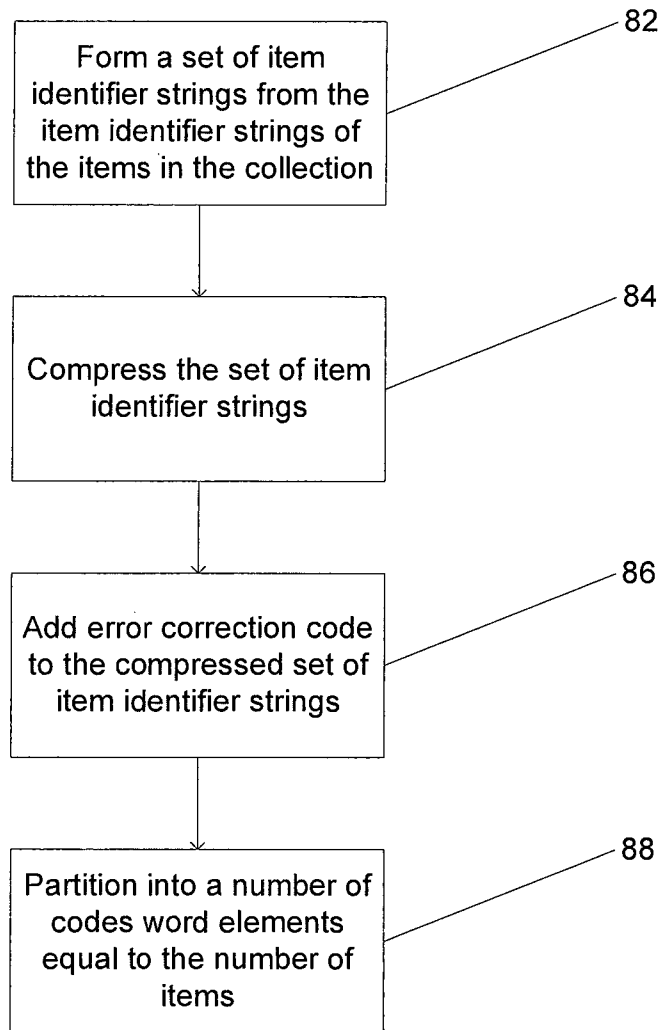 82
Form a set of item
identifier strings from the
item identifier strings of
the items in the collection
84
Compress the set of item
identifier strings
86
Add error correction code
to the compressed set of
item identifier strings
88
Partition into a number of
codes word elements
equal to the number of
items